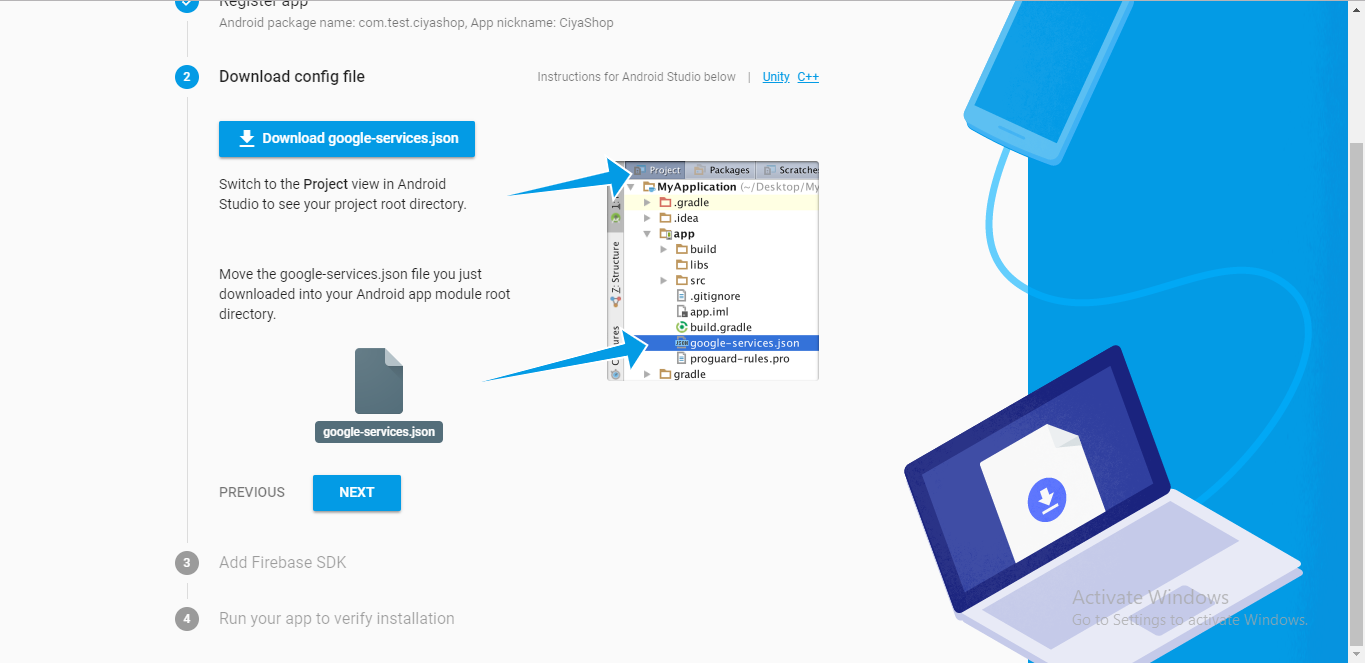 Register app
Android package name: com.test.ciyashop, App nickname: CiyaShop
2
Download config file
Instructions for Android Studio below | Unity C++
Download google-services.json
Switch to the Project view in Android
Studio to see your project root directory.
Move the google-services.json file you just
downloaded into your Android app module root
directory.
google-services.json
Project Packages Scratches
MyApplication (~/Desktop/My
.gradle
.idea
app
build
libs
src
.gitignore
app.iml
build.gradle
google-services.json
proguard-rules.pro
gradle
Z: Structure
PREVIOUS
NEXT
3
Add Firebase SDK
4
Run your app to verify installation
Activate Windows
Go to Settings to activate Windows.